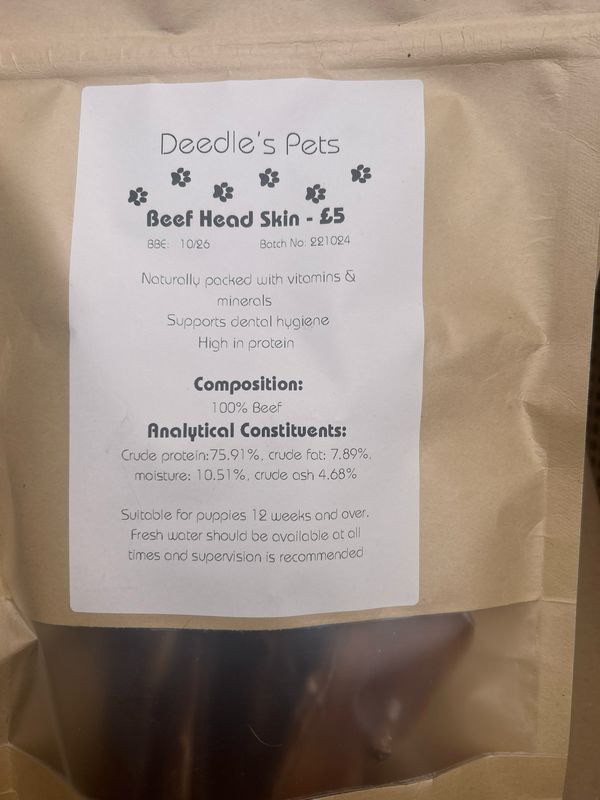 Deedle's Pets
Beef Head Skin - £5
BBE: 10/26 Batch No: 221024
Naturally packed with vitamins &
minerals
Supports dental hygiene
High in protein
Composition:
100% Beef
Analytical Constituents:
Crude protein:75.91%, crude fat: 7.89%,
moisture: 10.51%, crude ash 4.68%
Suitable for puppies 12 weeks and over.
Fresh water should be available at all
times and supervision is recommended